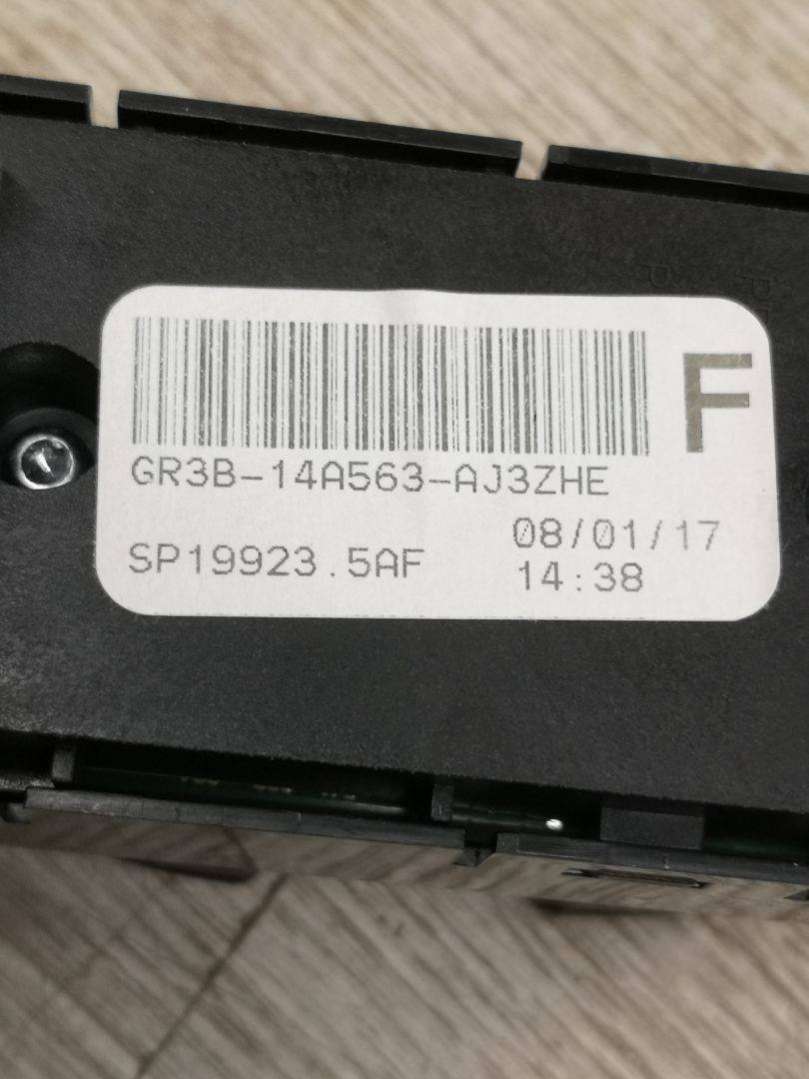 F
GR3B-14A563-AJ3ZHE
08/01/17
SP19923.5AF
14:38